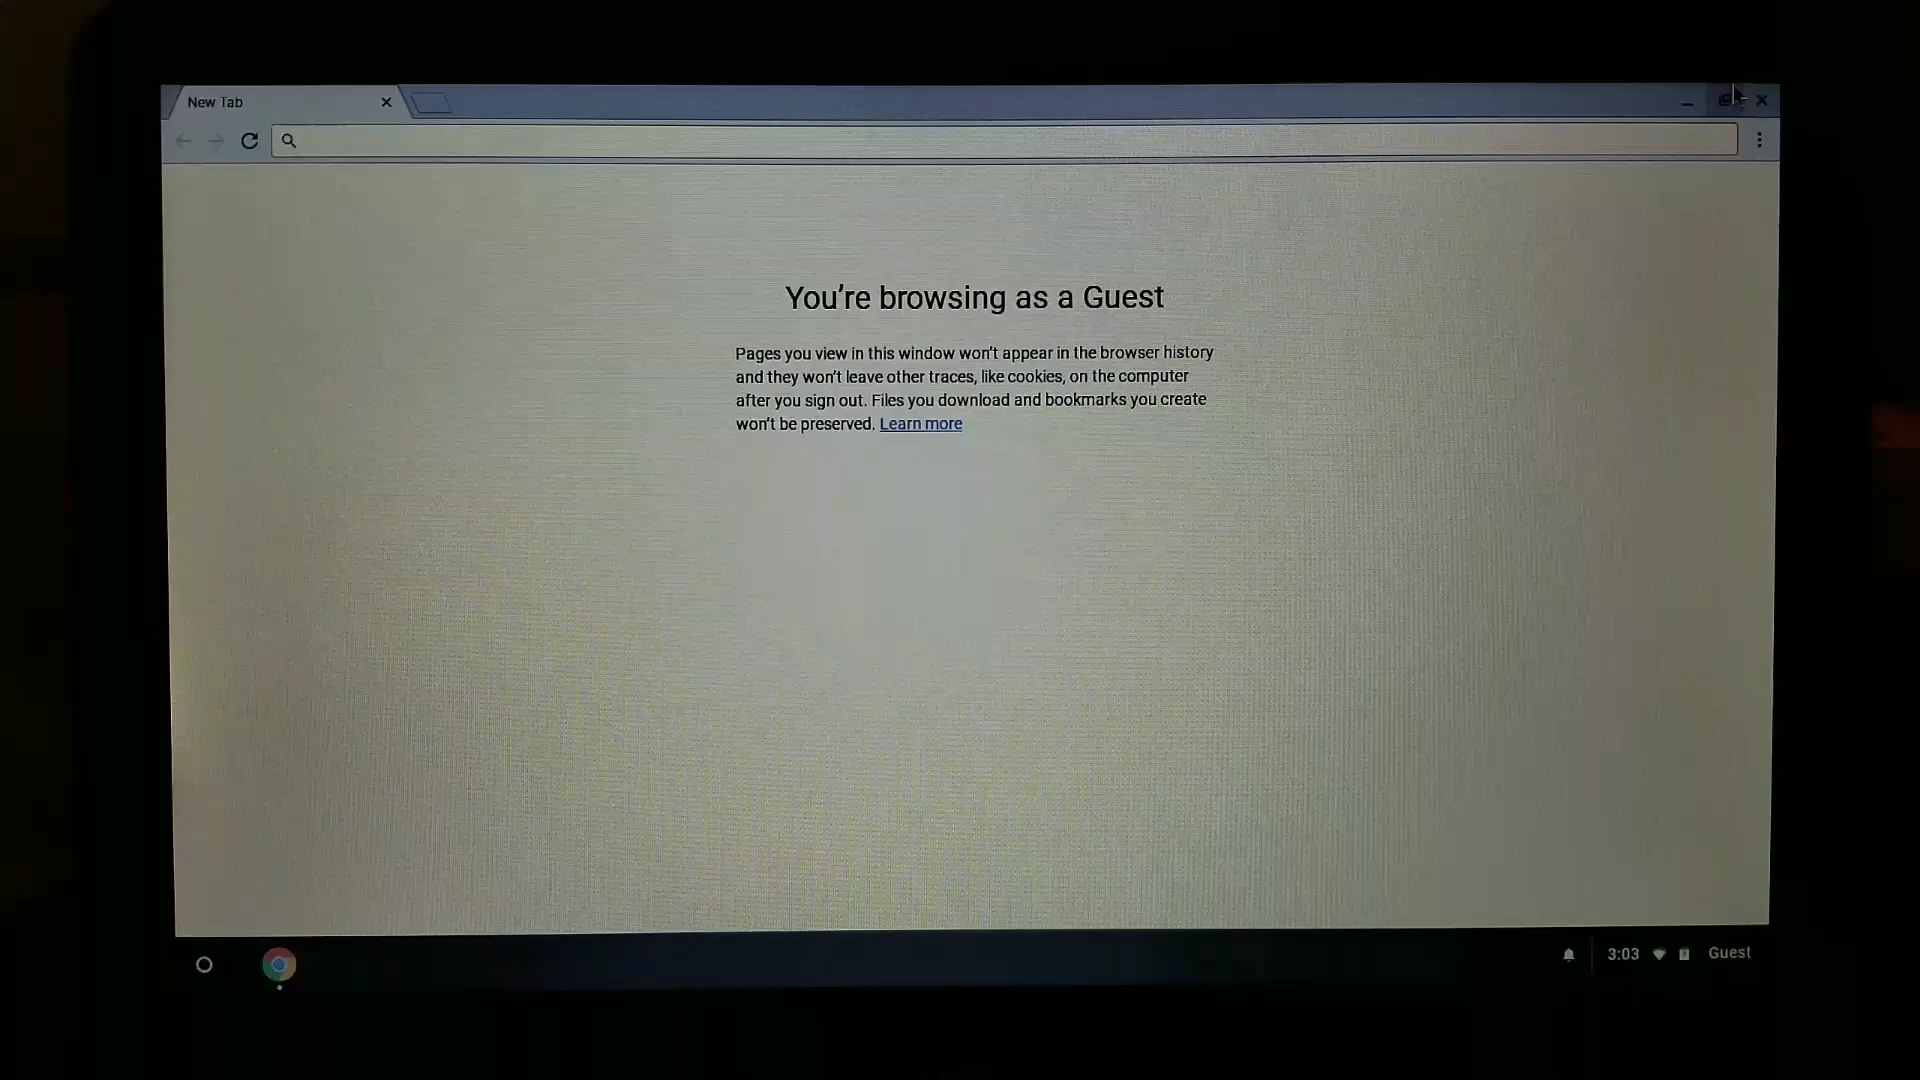 New Tab
You're browsing as a Guest
Pages you view in this window won't appear in the browser history
and they won't leave other traces, like cookies, on the computer
after you sign out. Files you download and bookmarks you create
won't be preserved. Learn more
3:03 Guest